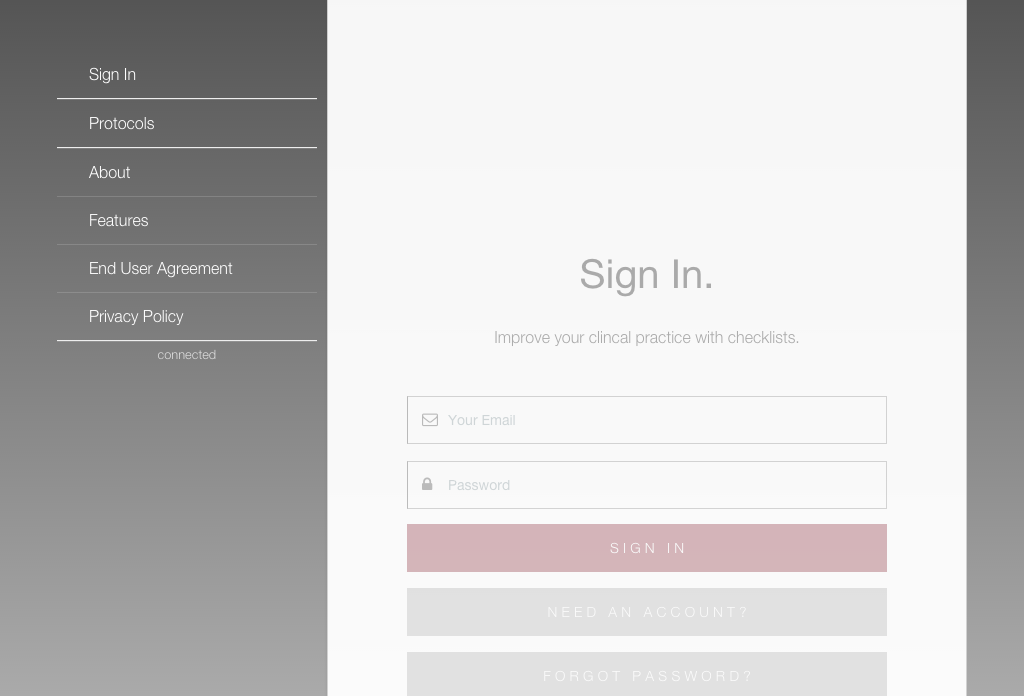 Sign In
Protocols
About
Features
End User Agreement
Privacy Policy
connected
Sign In.
Improve your clincal practice with checklists.
Your Email
Password
SIGN IN
NEED AN ACCOUNT?
FORGOT PASSWORD?